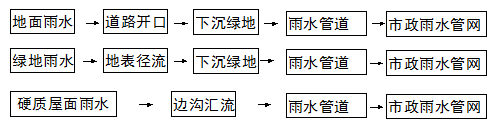 地面雨水 道路开口 下沉绿地 雨水管道 市政雨水管网
绿地雨水 地表径流 下沉绿地 雨水管道 市政雨水管网
硬质屋面雨水 边沟汇流 雨水管道 市政雨水管网